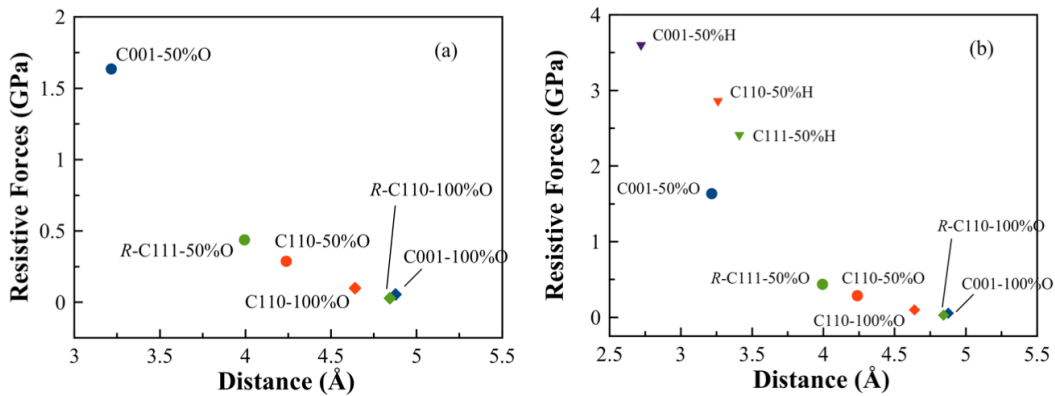 (a)
2
1.5
1
0.5
0
Resistive Forces (GPa)
C001-50%O
R-C110-100%O
R-C111-50%O
C110-50%O
C001-100%O
C110-100%O
3
3.5
4
4.5
5
5.5
Distance (Å)
(b)
4
3
2
1
0
Resistive Forces (GPa)
C001-50%H
C110-50%H
C111-50%H
C001-50%O
R-C110-100%O
R-C111-50%O
C110-50%O
C001-100%O
C110-100%O
2.5
3
3.5
4
4.5
5
5.5
Distance (Å)